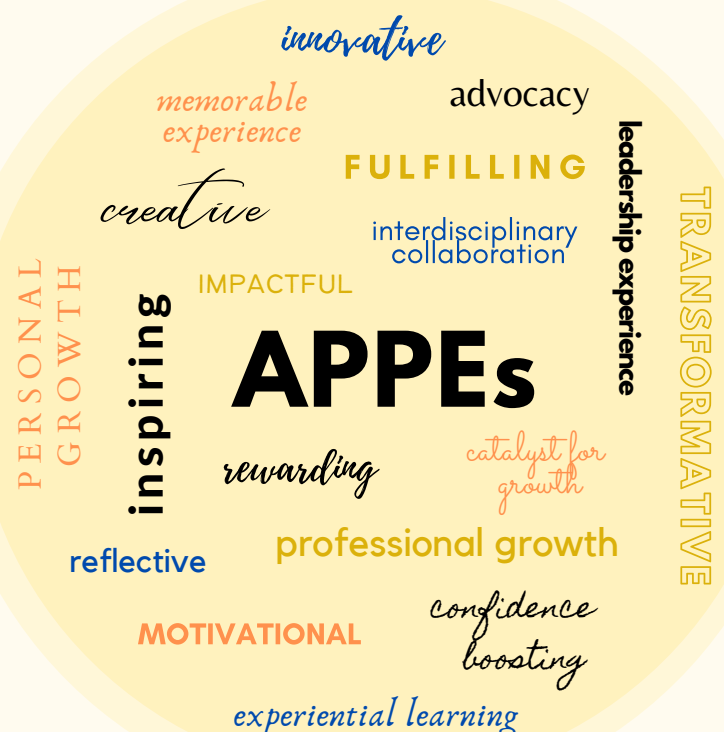 innovative
memorable
experience
advocacy
FULFILLING
leadership experience
creative
TRANSFORMATIVE
interdisciplinary
collaboration
IMPACTFUL
PERSONAL
GROWTH
inspiring
APPEs
rewarding
catalyst for
growth
professional growth
reflective
confidence
boosting
MOTIVATIONAL
experiential learning